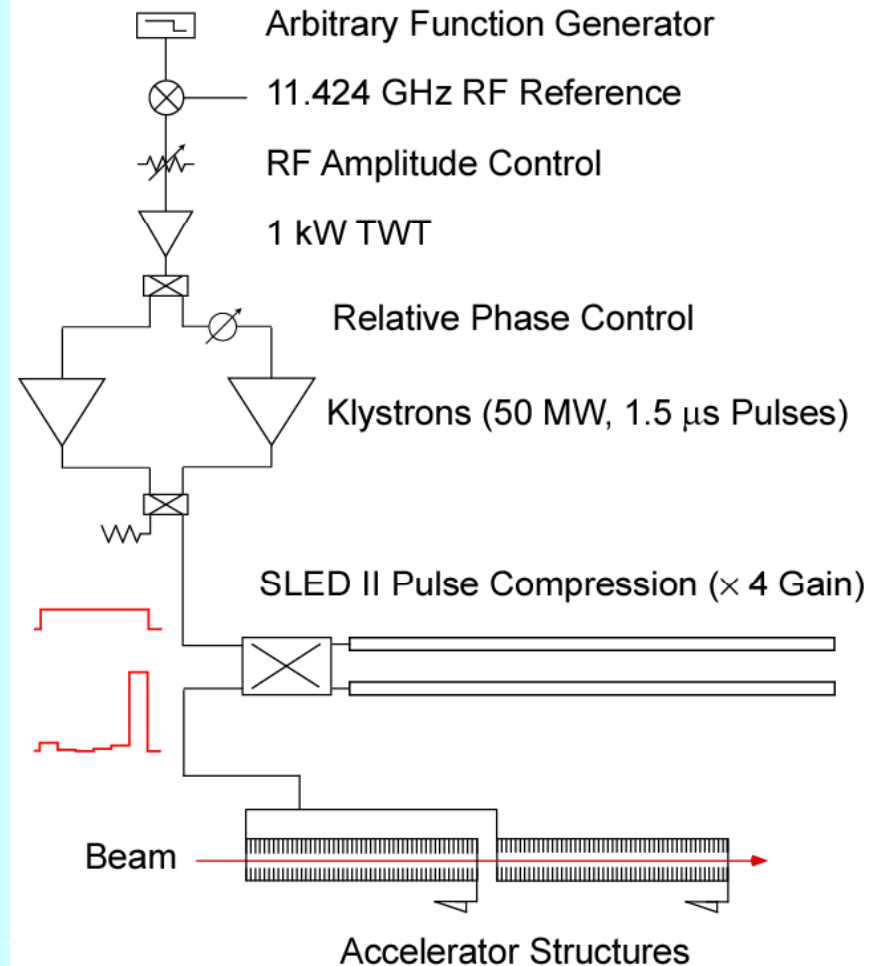 Arbitrary Function Generator
11.424 GHz RF Reference
RF Amplitude Control
1 kW TWT
Relative Phase Control
Klystrons (50 MW, 1.5 μs Pulses)
SLED II Pulse Compression (× 4 Gain)
Beam
Accelerator Structures